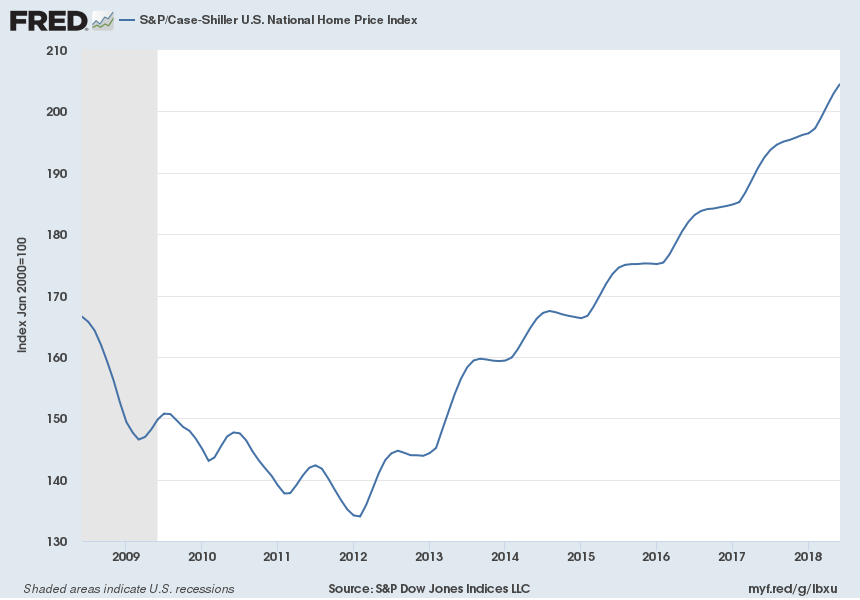 FRED
S&P/Case-Shiller U.S. National Home Price Index
210
200
190
180
170
160
150
140
130
Index Jan 2000=100
2009 2010 2011 2012 2013 2014 2015 2016 2017 2018
Shaded areas indicate U.S. recessions
Source: S&P Dow Jones Indices LLC
myf.red/g/lbxu